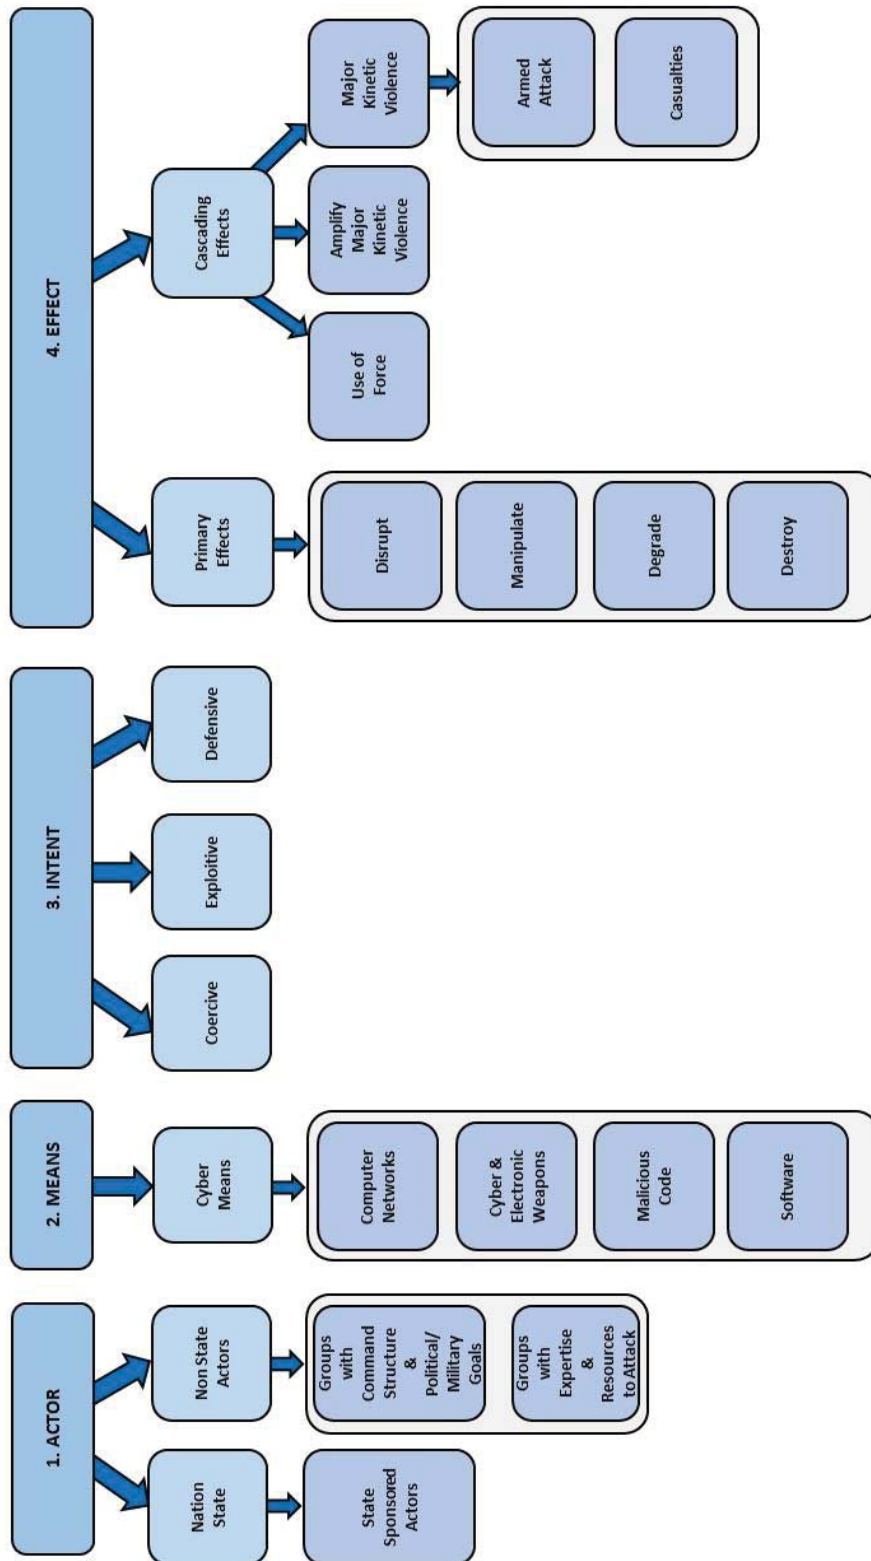 1. ACTOR
Nation
State
State
Sponsored
Actors
Non State
Actors
Groups
with
Command
Structure
&
Political/
Military
Goals
Groups
with
Expertise
&
Resources
to Attack
2. MEANS
Cyber
Means
Computer
Networks
Cyber &
Electronic
Weapons
Malicious
Code
Software
3. INTENT
Coercive
Exploitive
Defensive
4. EFFECT
Primary
Effects
Disrupt
Manipulate
Degrade
Destroy
Cascading
Effects
Use of
Force
Amplify
Major
Kinetic
Violence
Major
Kinetic
Violence
Armed
Attack
Casualties